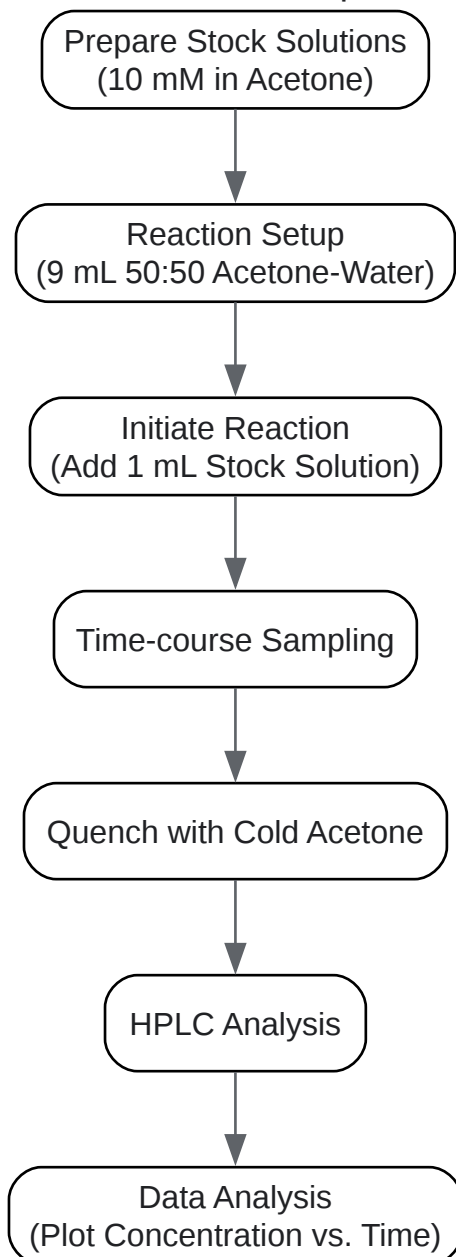 Prepare Stock Solutions
(10 mM in Acetone)
Reaction Setup
(9 mL 50:50 Acetone-Water)
Initiate Reaction
(Add 1 mL Stock Solution)
Time-course Sampling
Quench with Cold Acetone
HPLC Analysis
Data Analysis
(Plot Concentration vs. Time)